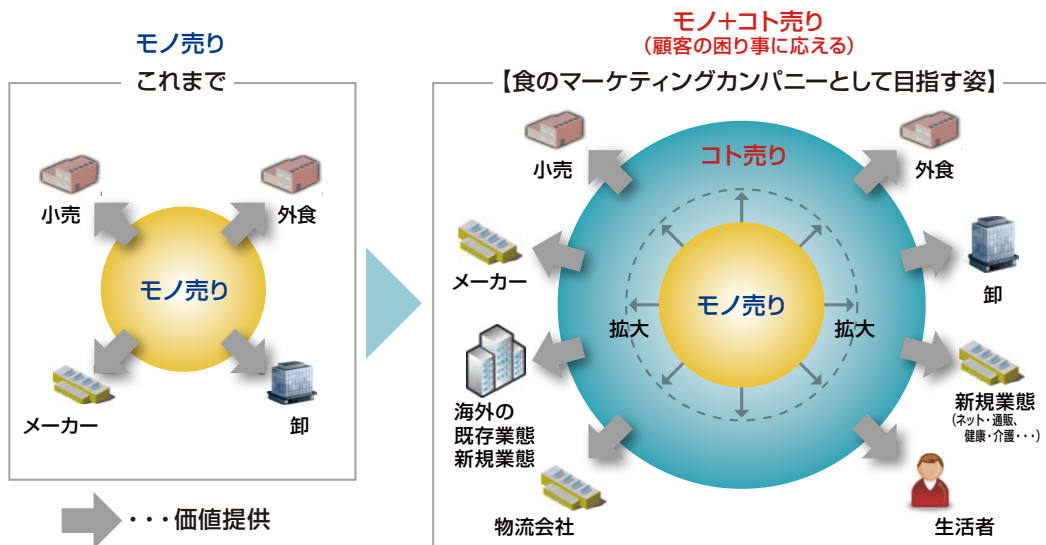 モノ売り
これまで
小売
外食
モノ売り
メーカー
卸
・・・価値提供
モノ+コト売り
（顧客の困り事に応える）
【食のマーケティングカンパニーとして目指す姿】
コト売り
小売
外食
メーカー
卸
モノ売り
拡大
拡大
海外の
既存業態
新規業態
新規業態
（ネット・通販、
健康・介護・・・）
物流会社
生活者